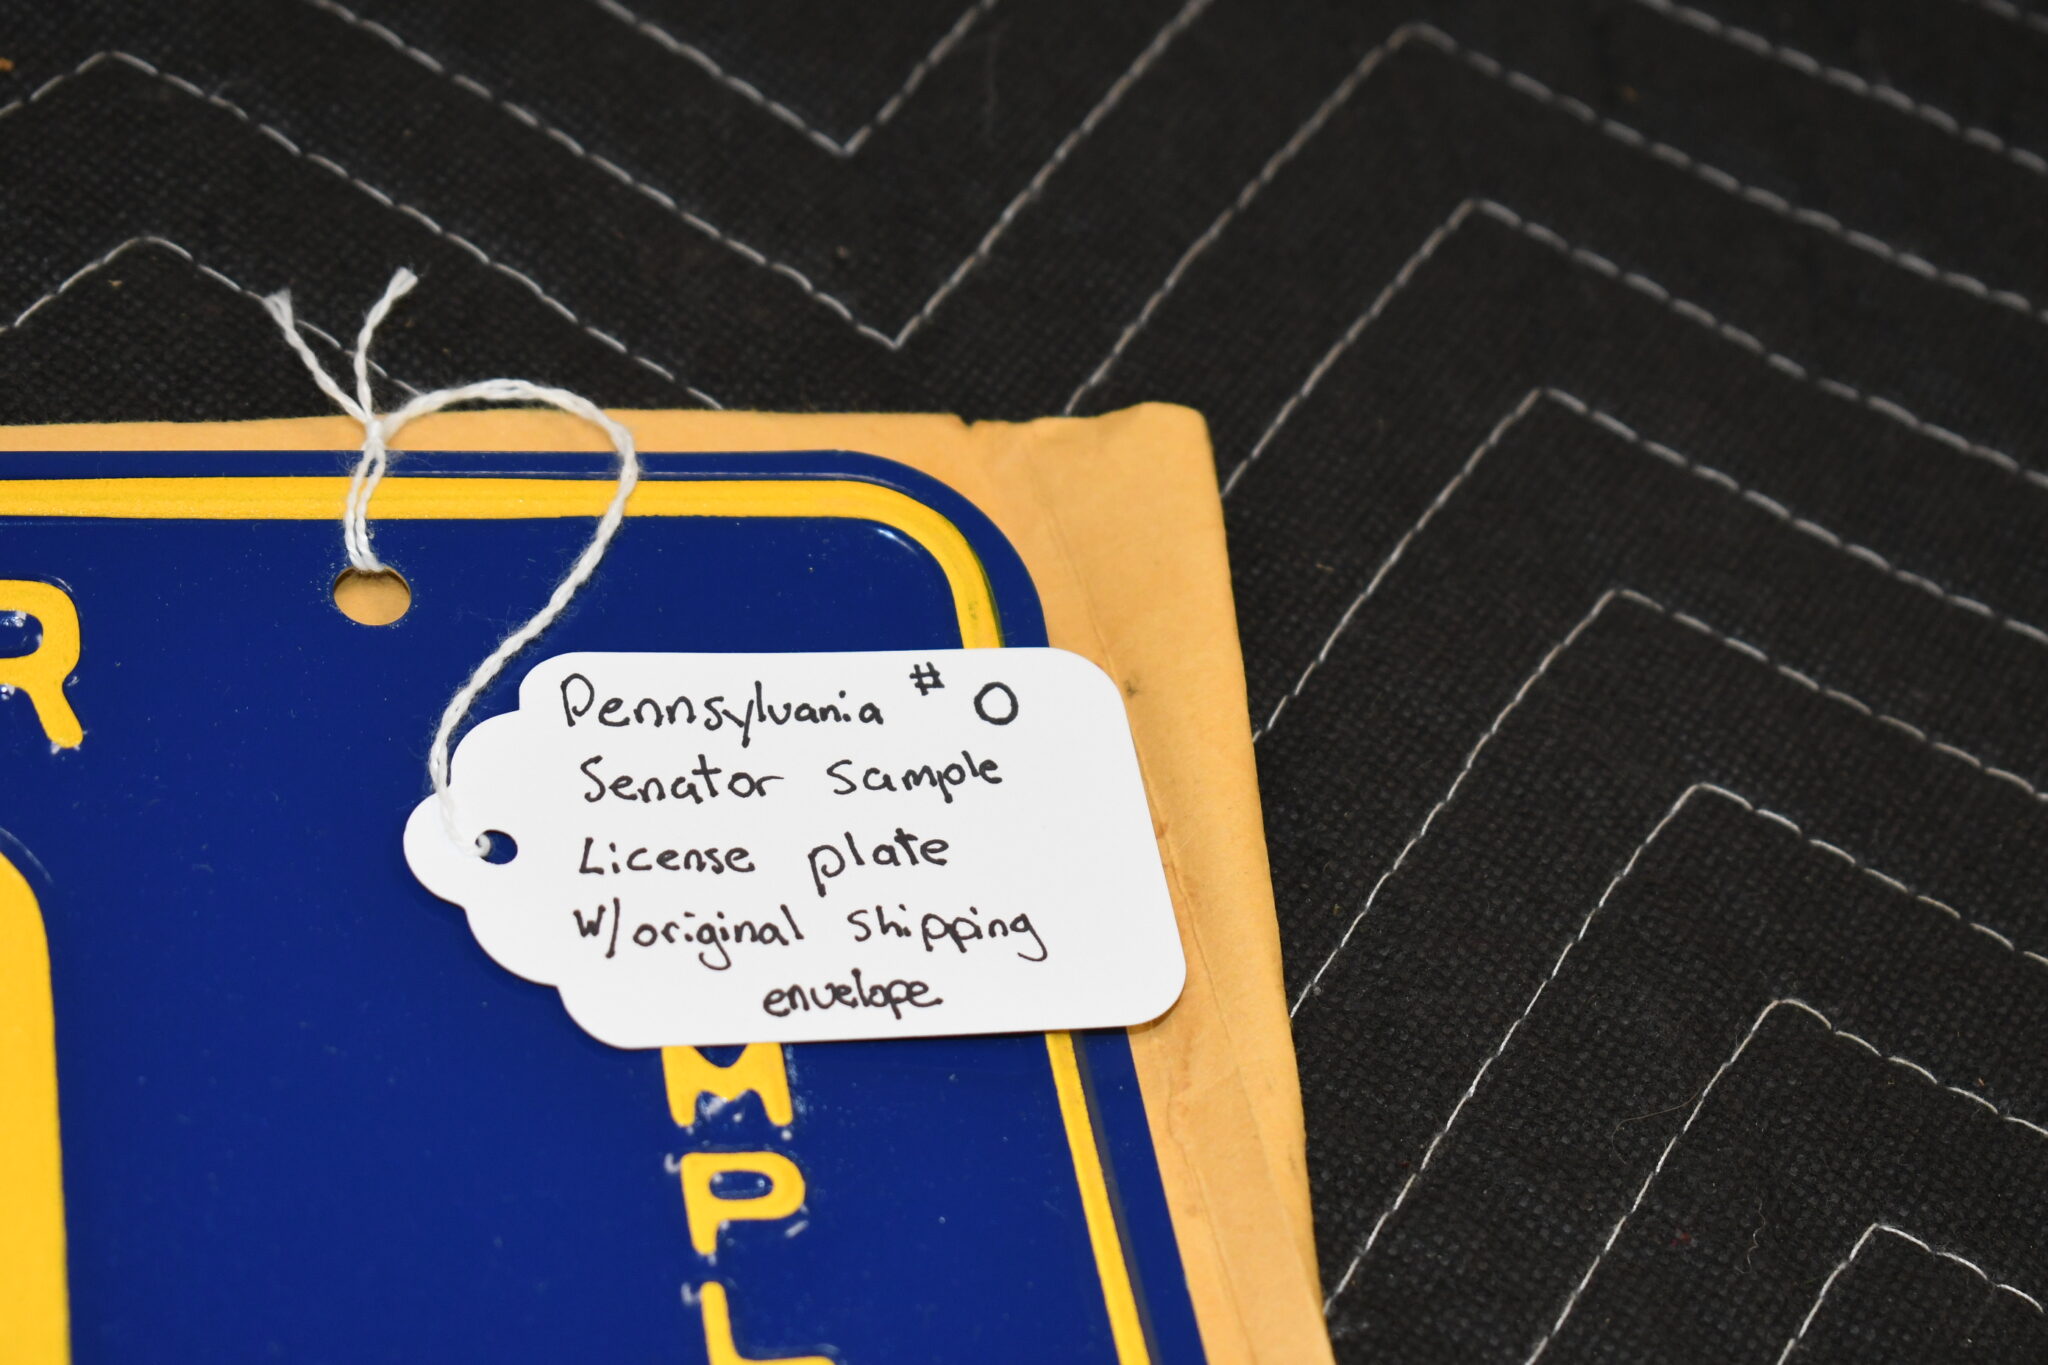 R
Pennsylvania # 0
Senator Sample
License plate
W/original shipping
envelope
M
P
L